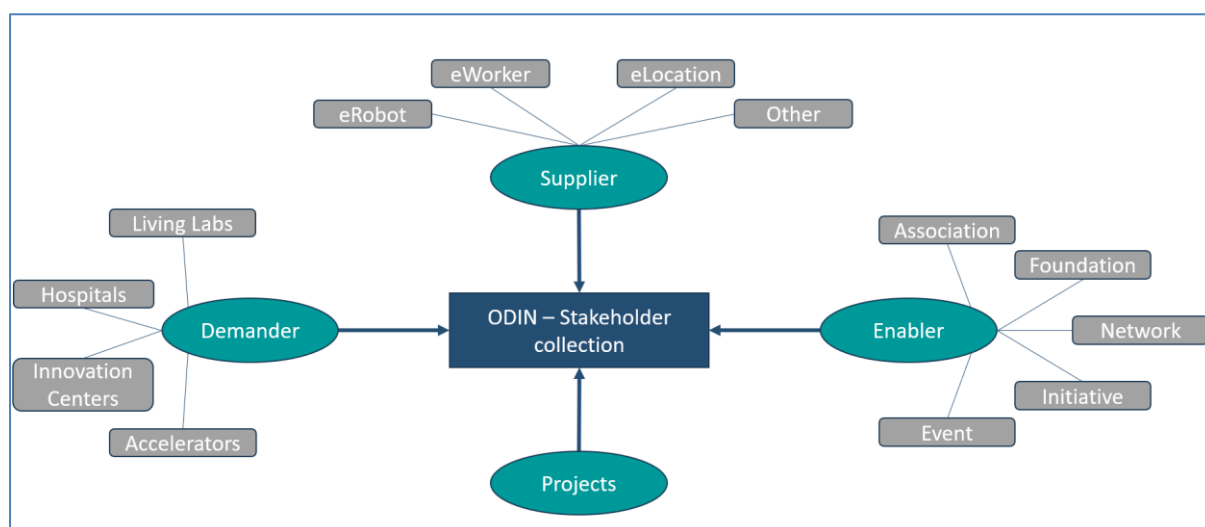 eWorker
eLocation
eRobot
Other
Supplier
Living Labs
Hospitals
Demander
Innovation
Centers
Accelerators
ODIN – Stakeholder
collection
Association
Foundation
Enabler
Network
Initiative
Event
Projects